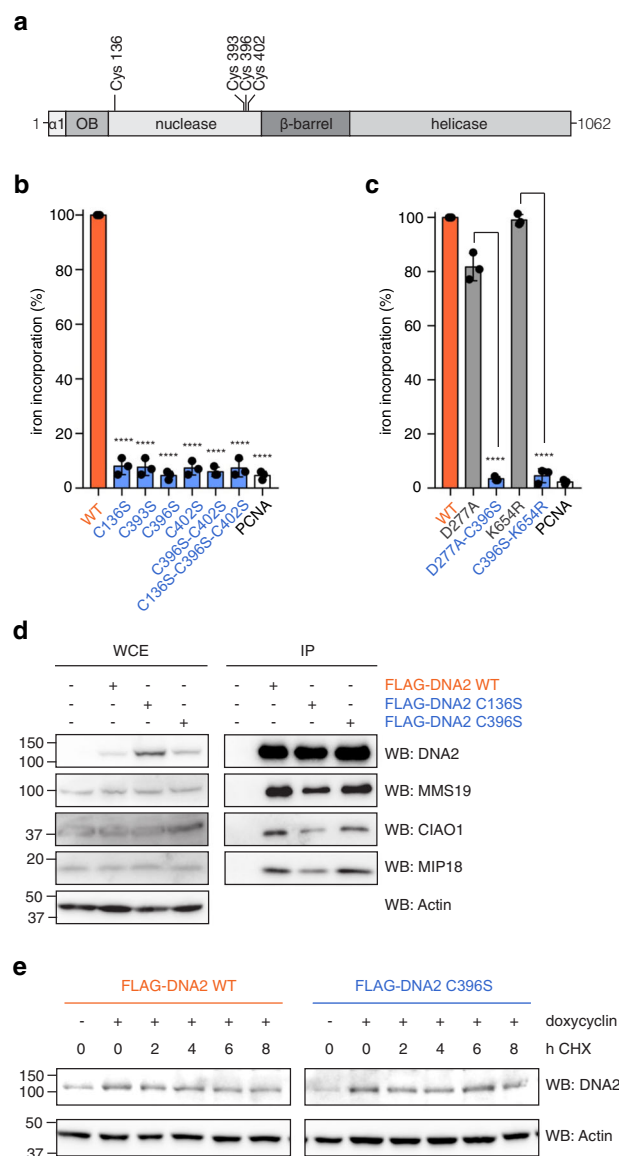 a
Cys 136
Cys 393
Cys 396
Cys 402
1 α1 OB nuclease β-barrel helicase 1062
b
iron incorporation (%)
100
80
60
40
20
0
**** **** **** **** **** **** ****
WT
C136S
C393S
C396S
C402S
C396S-C402S
C136S-C396S-C402S
PCNA
c
iron incorporation (%)
100
80
60
40
20
0
**** ****
WT
D277A
D277A-C396S
K654R
C396S-K654R
PCNA
d
WCE IP
- + - - - + - - FLAG-DNA2 WT
- - + - - - + - FLAG-DNA2 C136S
- - - + - - - + FLAG-DNA2 C396S
150
100
WB: DNA2
100
WB: MMS19
37
WB: CIAO1
20
WB: MIP18
50
37
WB: Actin
e
FLAG-DNA2 WT FLAG-DNA2 C396S
- + + + + + - + + + + + doxycyclin
0 0 2 4 6 8 0 0 2 4 6 8 h CHX
150
100
150
100
WB: DNA2
50
37
50
37
WB: Actin